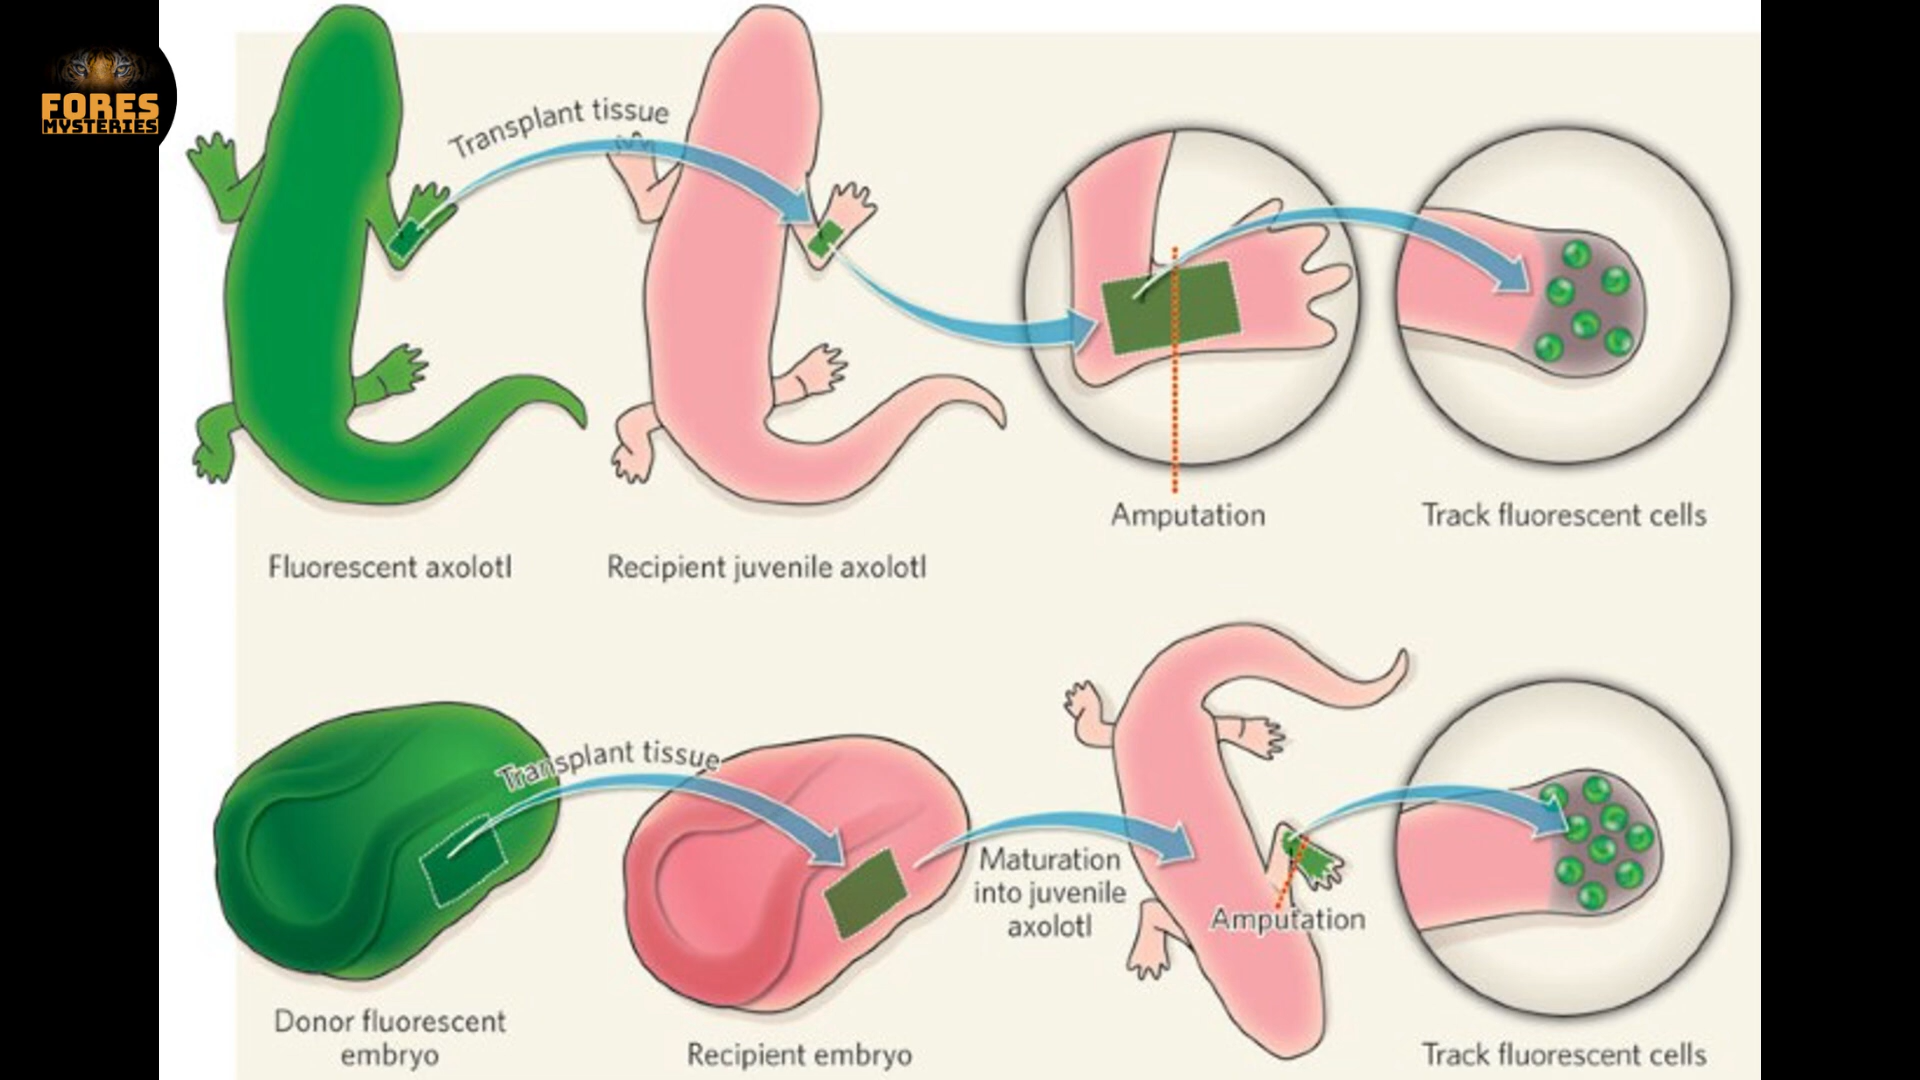 FORES
MYSTERIES
Transplant tissue
Amputation
Track fluorescent cells
Fluorescent axolotl
Recipient juvenile axolotl
Transplant tissue
Maturation
into juvenile
axolotl
Amputation
Donor fluorescent
embryo
Recipient embryo
Track fluorescent cells